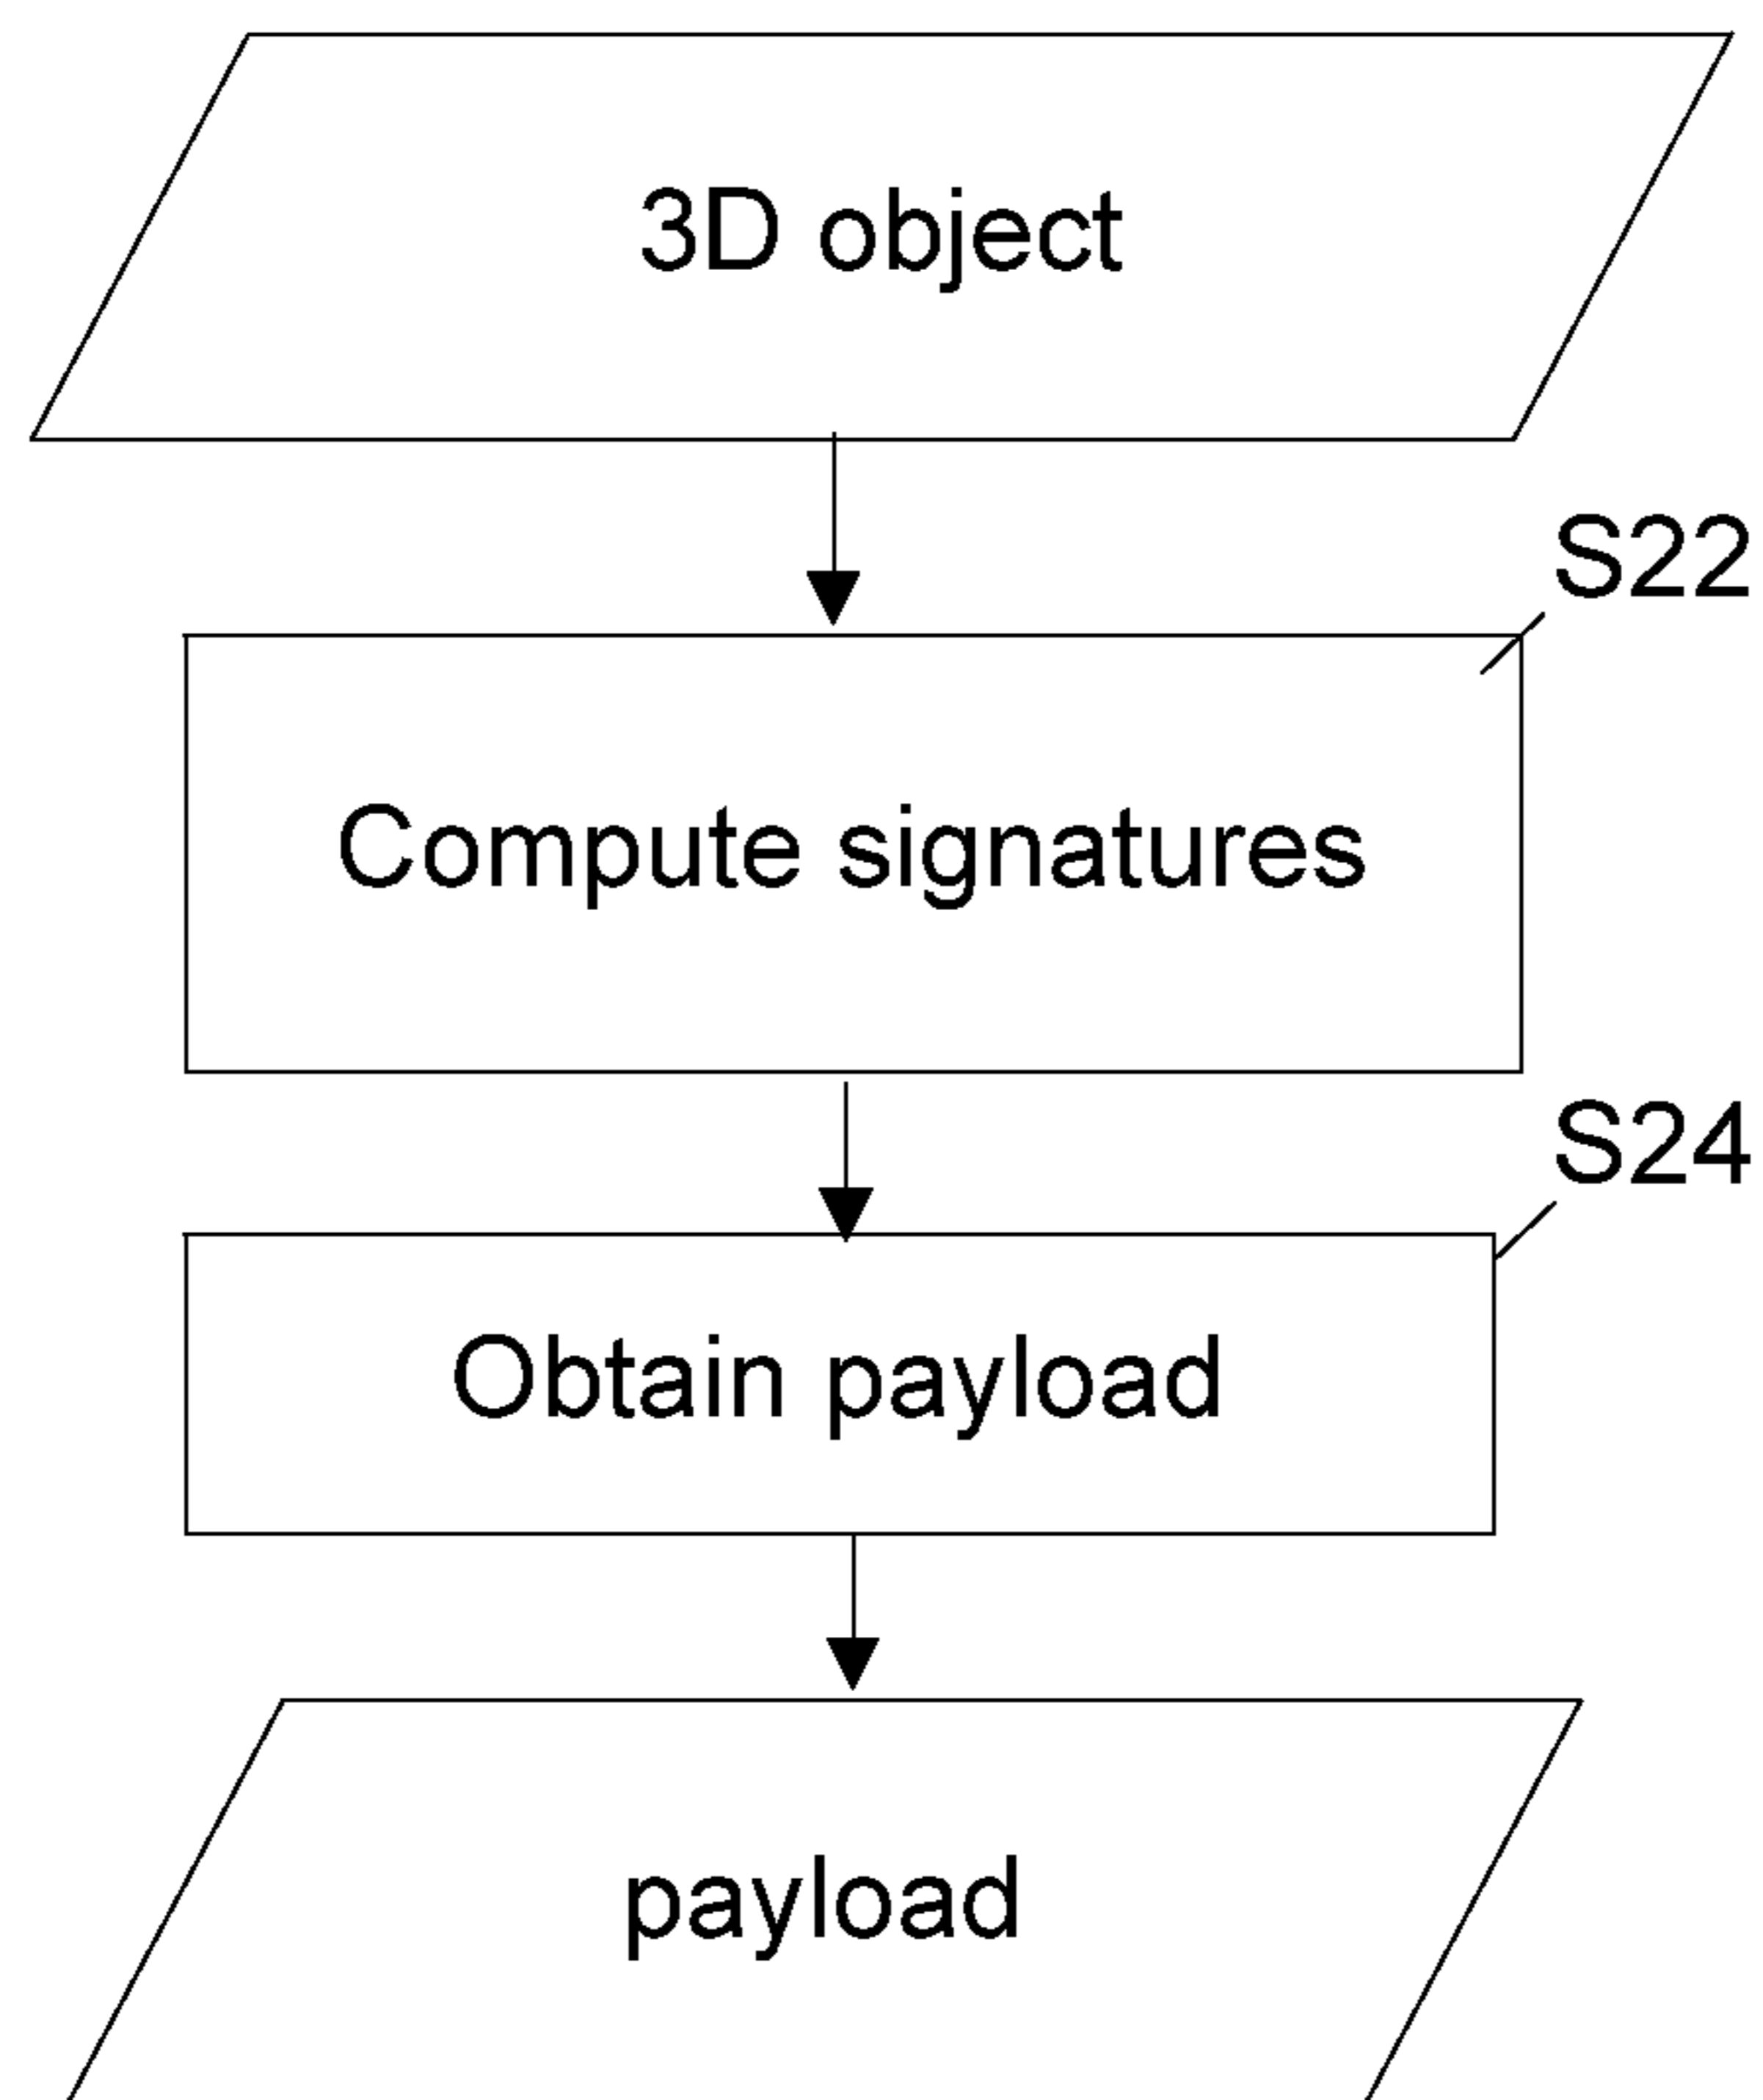 3D object
S22
Compute signatures
S24
Obtain payload
payload